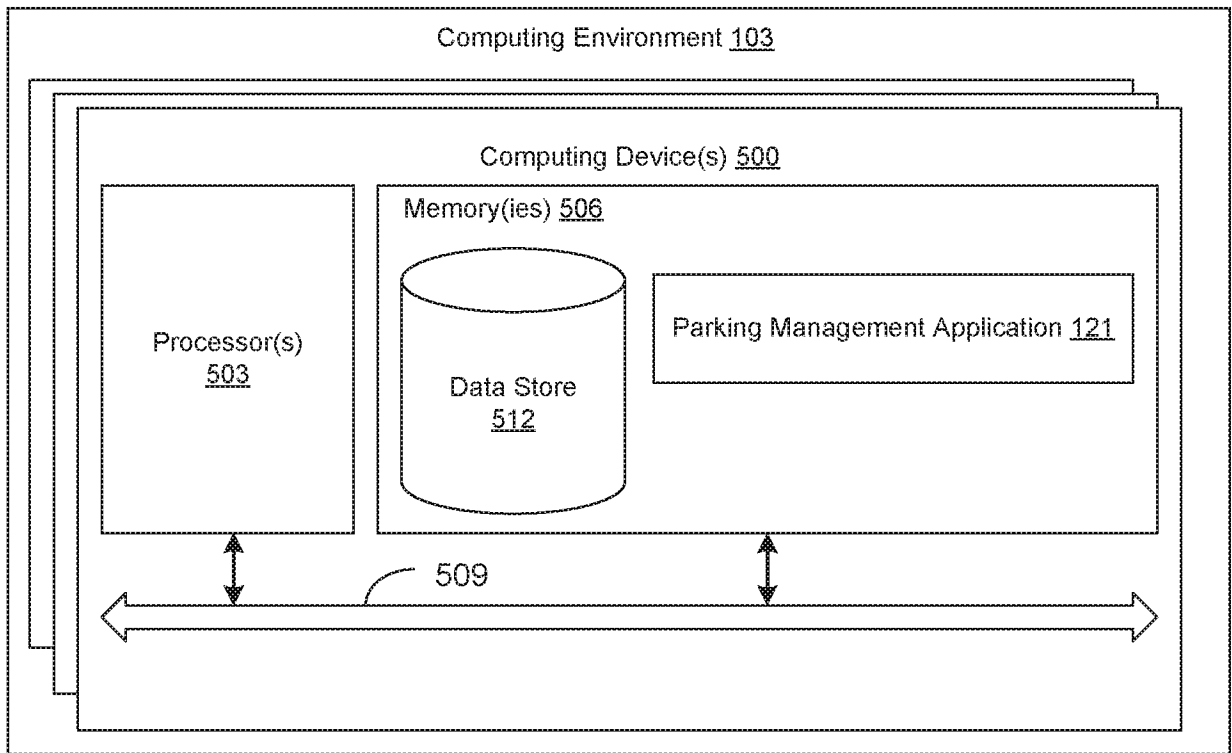 Computing Environment 103
Computing Device(s) 500
Memory(ies) 506
Processor(s)
503
Data Store
512
Parking Management Application 121
509